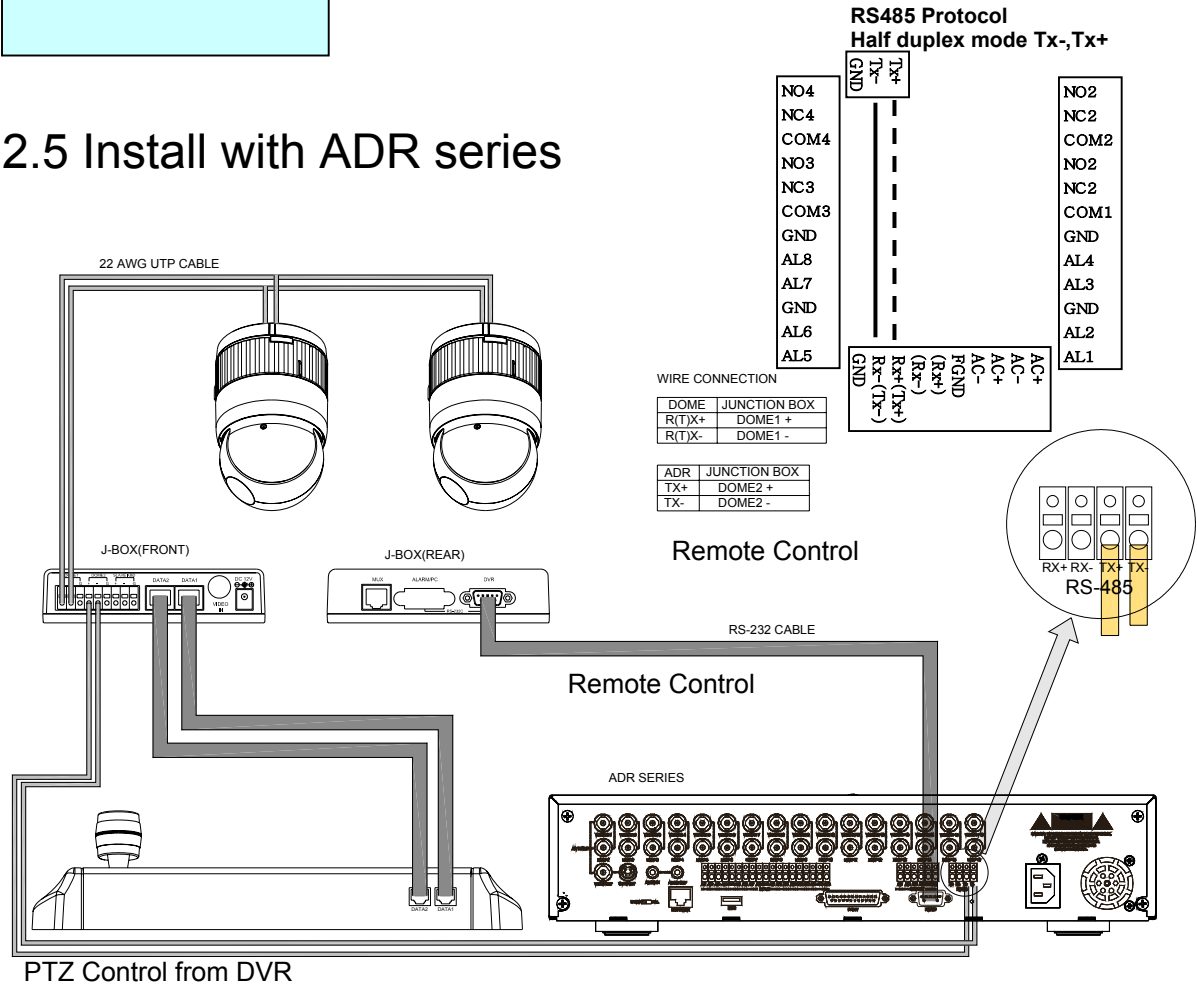 RS485 Protocol
Half duplex mode Tx-,Tx+
GND
Tx-
Tx+
2.5 Install with ADR series
NO4
NC4
COM4
NO3
NC3
COM3
GND
AL8
AL7
GND
AL6
AL5
NO2
NC2
COM2
NO2
NC2
COM1
GND
AL4
AL3
GND
AL2
AL1
GND
Rx-(Tx-)
Rx+(Tx+)
(Rx-)
(Rx+)
FGND
AC-
AC+
AC-
AC+
22 AWG UTP CABLE
WIRE CONNECTION
DOME JUNCTION BOX
R(T)X+ DOME1 +
R(T)X- DOME1 -
ADR JUNCTION BOX
TX+ DOME2 +
TX- DOME2 -
Remote Control
RX+ RX- TX+ TX-
RS-485
J-BOX(FRONT)
DATA2 DATA1 DC 12V
VIDEO IN
J-BOX(REAR)
MUX ALARM/PC DVR
RS-232C
RS-232 CABLE
Remote Control
ADR SERIES
DATA2 DATA1
PTZ Control from DVR